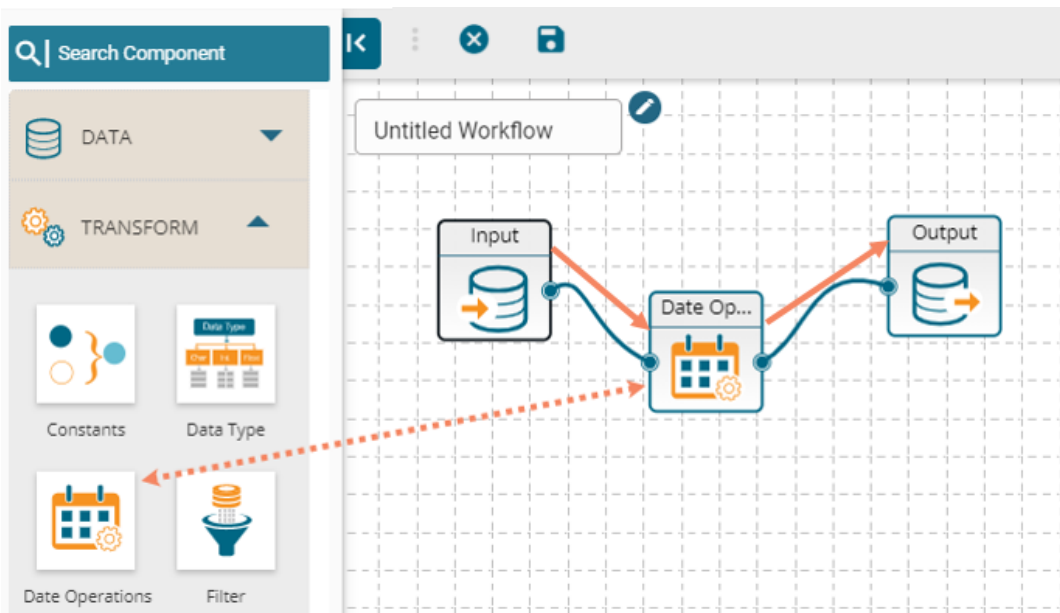 Search Component
DATA
TRANSFORM
Data Type
Char
Int
Float
Constants
Data Type
Date Operations
Filter
Untitled Workflow
Input
Date Op...
Output